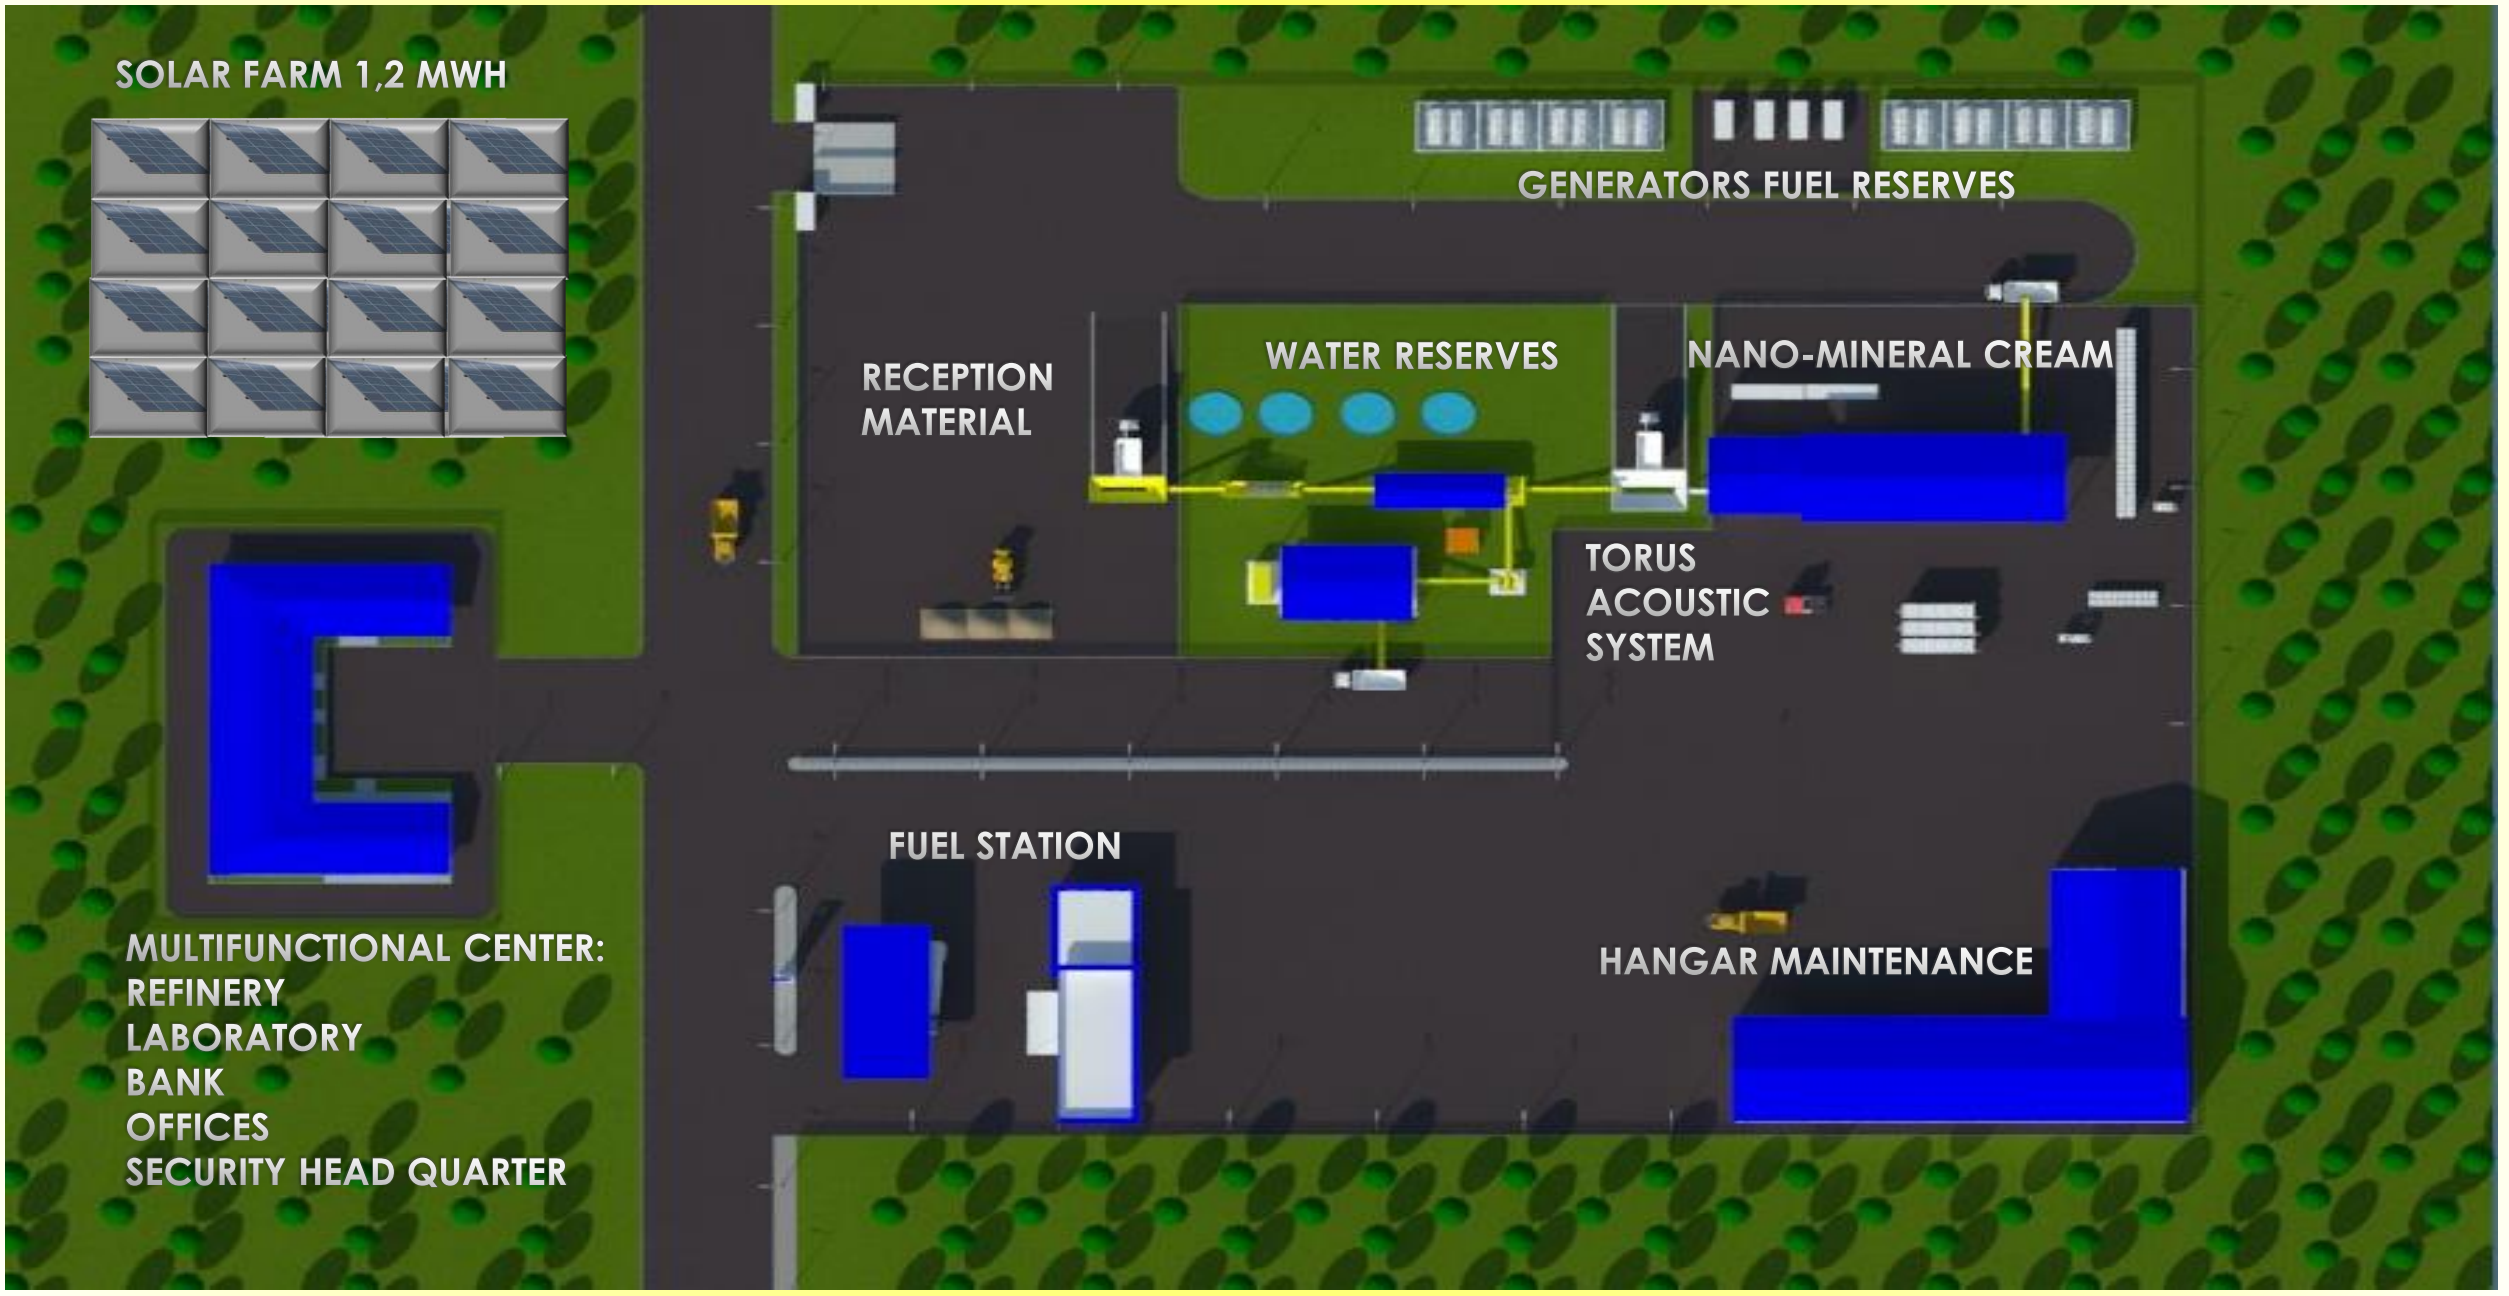 SOLAR FARM 1,2 MWH
GENERATORS FUEL RESERVES
RECEPTION
MATERIAL
WATER RESERVES
NANO-MINERAL CREAM
TORUS
ACOUSTIC
SYSTEM
FUEL STATION
HANGAR MAINTENANCE
MULTIFUNCTIONAL CENTER:
REFINERY
LABORATORY
BANK
OFFICES
SECURITY HEAD QUARTER